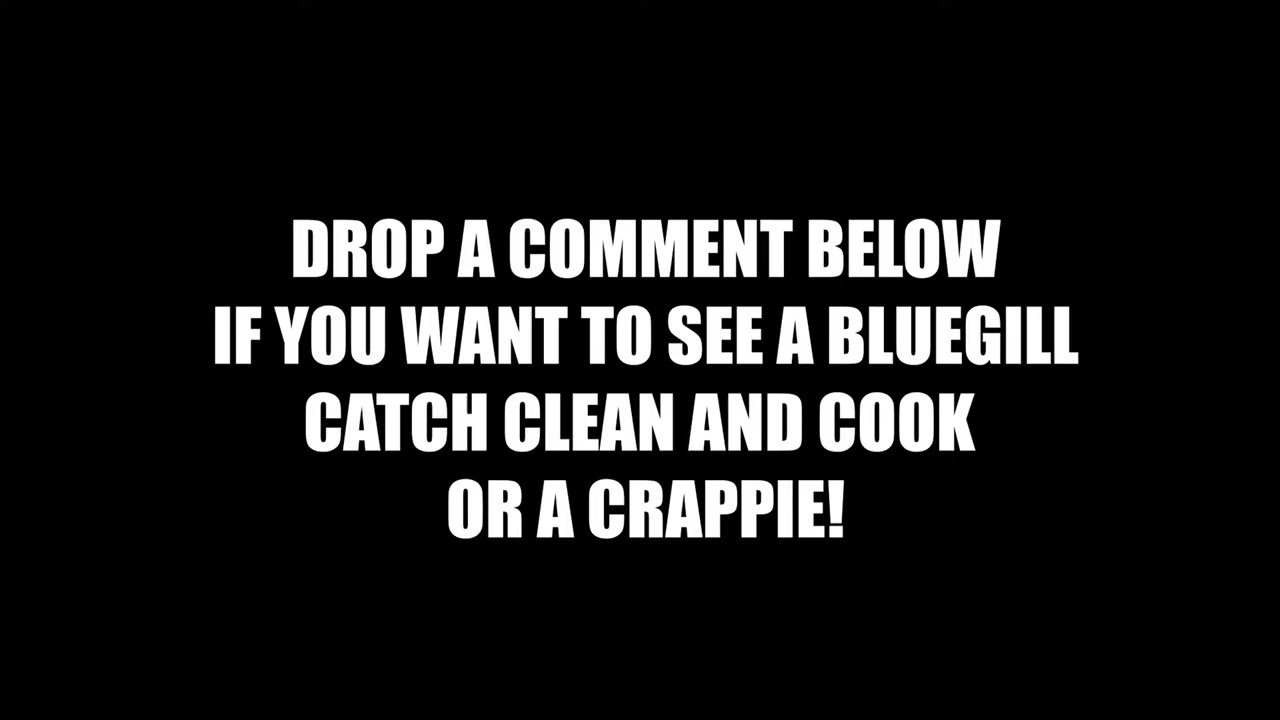 DROP A COMMENT BELOW
IF YOU WANT TO SEE A BLUEGILL
CATCH CLEAN AND COOK
OR A CRAPPIE!